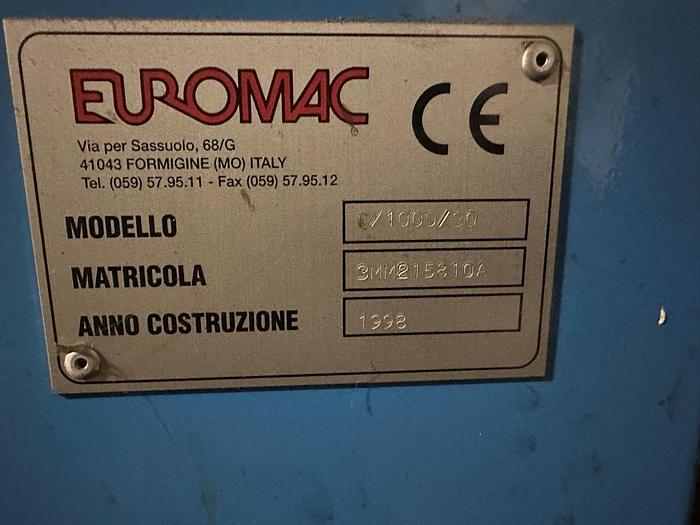 EUROMAC
CE
Via per Sassuolo, 68/G
41043 FORMIGINE (MO) ITALY
Tel. (059) 57.95.11 - Fax (059) 57.95.12
MODELLO
MATRICOLA 3MM215810A
ANNO COSTRUZIONE 1998